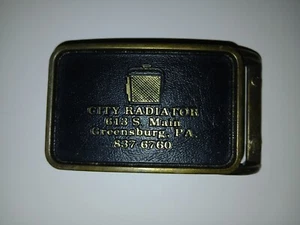 CITY RADIATOR
613 S. Main
Greensburg, PA.
837-6760